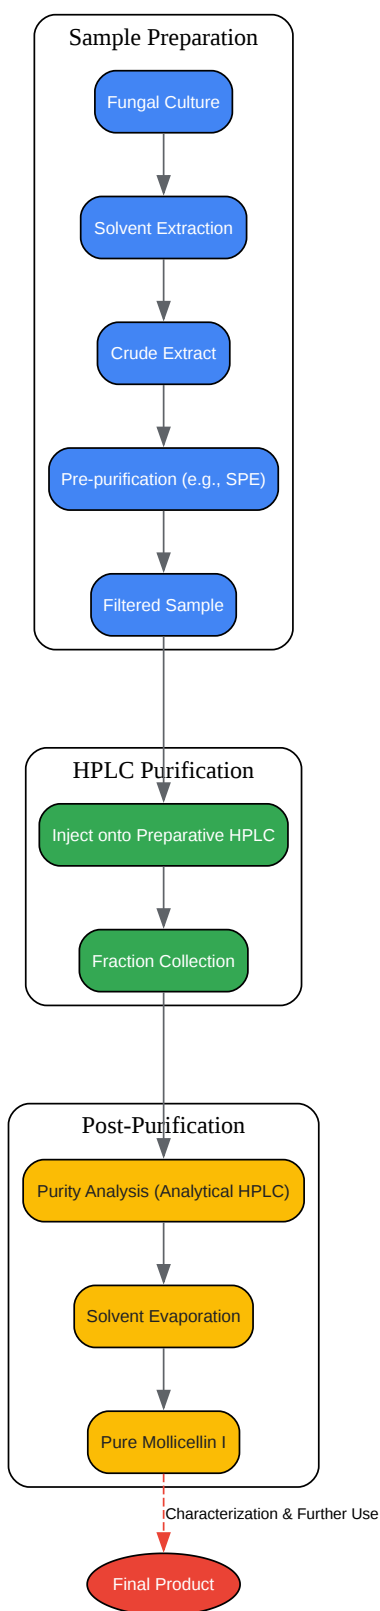 Sample Preparation
Fungal Culture
Solvent Extraction
Crude Extract
Pre-purification (e.g., SPE)
Filtered Sample
HPLC Purification
Inject onto Preparative HPLC
Fraction Collection
Post-Purification
Purity Analysis (Analytical HPLC)
Solvent Evaporation
Pure Mollicellin I
Characterization & Further Use
Final Product